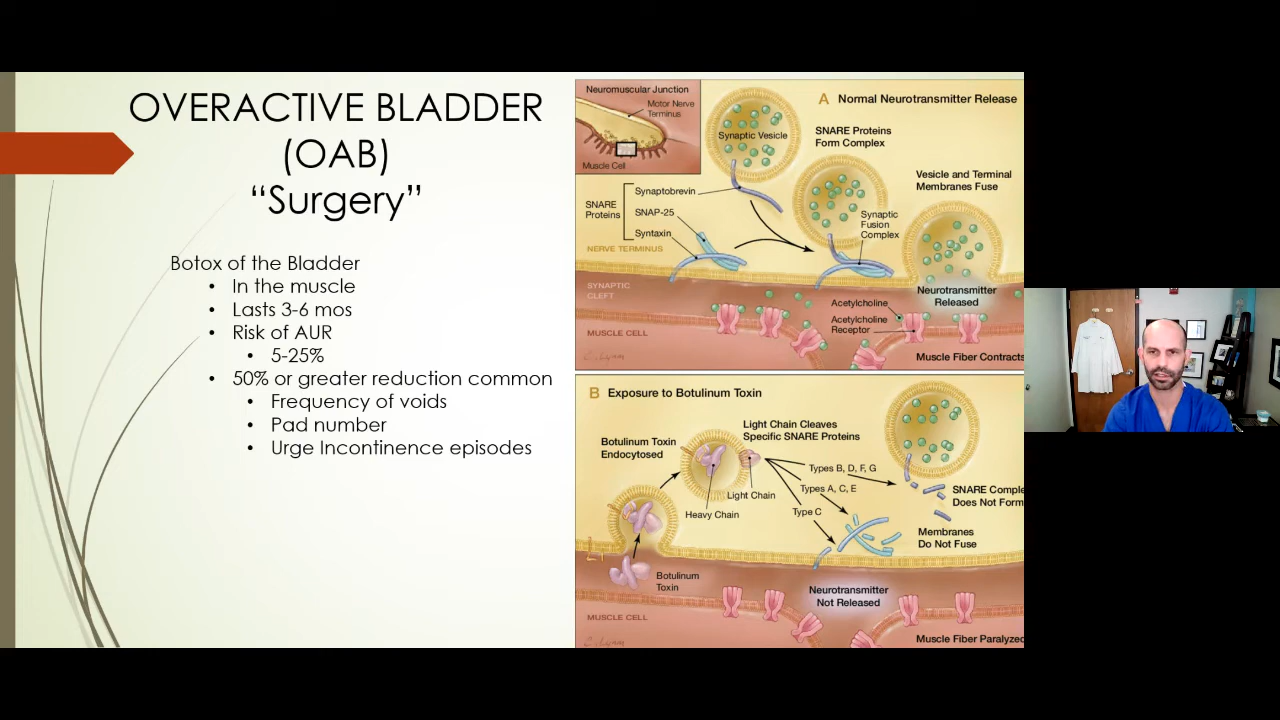 OVERACTIVE BLADDER
(OAB)
“Surgery”
Botox of the Bladder
• In the muscle
• Lasts 3-6 mos
• Risk of AUR
• 5-25%
• 50% or greater reduction common
• Frequency of voids
• Pad number
• Urge Incontinence episodes
Neuromuscular Junction
Motor Nerve
Terminus
Muscle Cell
A Normal Neurotransmitter Release
Synaptic Vesicle
SNARE Proteins
Form Complex
Vesicle and Terminal
Membranes Fuse
SNARE
Proteins
Synaptobrevin
SNAP-25
Syntaxin
Synaptic
Fusion
Complex
NERVE TERMINUS
SYNAPTIC
CLEFT
Neurotransmitter
Released
Acetylcholine
Acetylcholine
Receptor
MUSCLE CELL
C. Lynn
Muscle Fiber Contracts
B Exposure to Botulinum Toxin
Light Chain Cleaves
Specific SNARE Proteins
Botulinum Toxin
Endocytosed
Types B, D, F, G
Types A, C, E
Type C
Light Chain
Heavy Chain
SNARE Comple
Does Not Form
Membranes
Do Not Fuse
Botulinum
Toxin
Neurotransmitter
Not Released
MUSCLE CELL
C. Lynn
Muscle Fiber Paralyzed